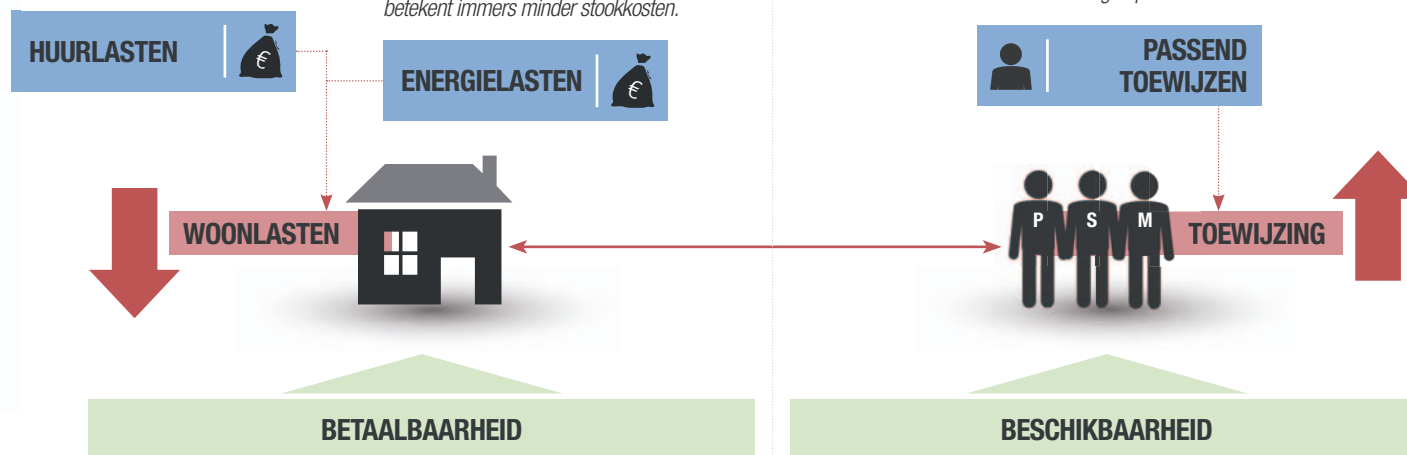 betekent immers minder stookkosten.
HUURLASTEN
€
ENERGIELASTEN
€
PASSEND
TOEWIJZEN
WOONLASTEN
P S M
TOEWIJZING
BETAALBAARHEID
BESCHIKBAARHEID